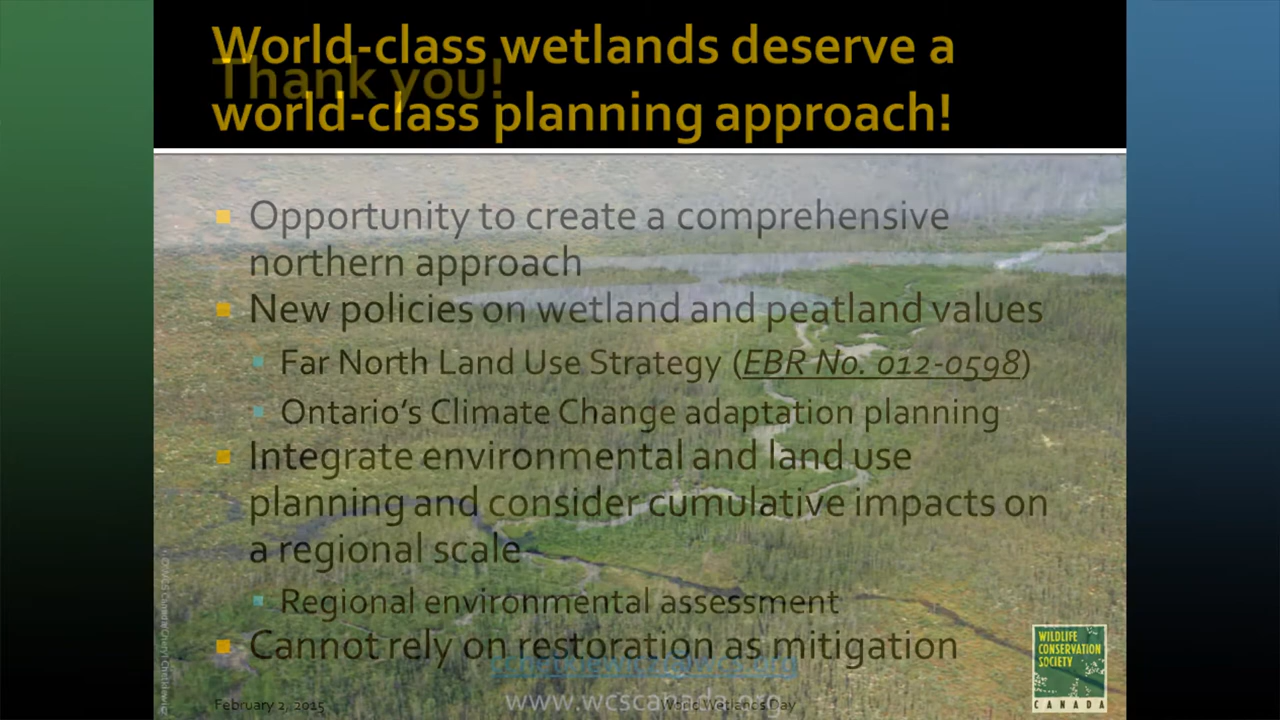 World-class wetlands deserve a
Thank you!
world-class planning approach!
Opportunity to create a comprehensive
northern approach
New policies on wetland and peatland values
Far North Land Use Strategy (EBR No. 012-0598)
Ontario's Climate Change adaptation planning
Integrate environmental and land use
planning and consider cumulative impacts on
a regional scale
Regional environmental assessment
Cannot rely on restoration as mitigation
www.wcscanada.org
February 2, 2015
World Wetlands Day
WILDLIFE
CONSERVATION
SOCIETY
CANADA